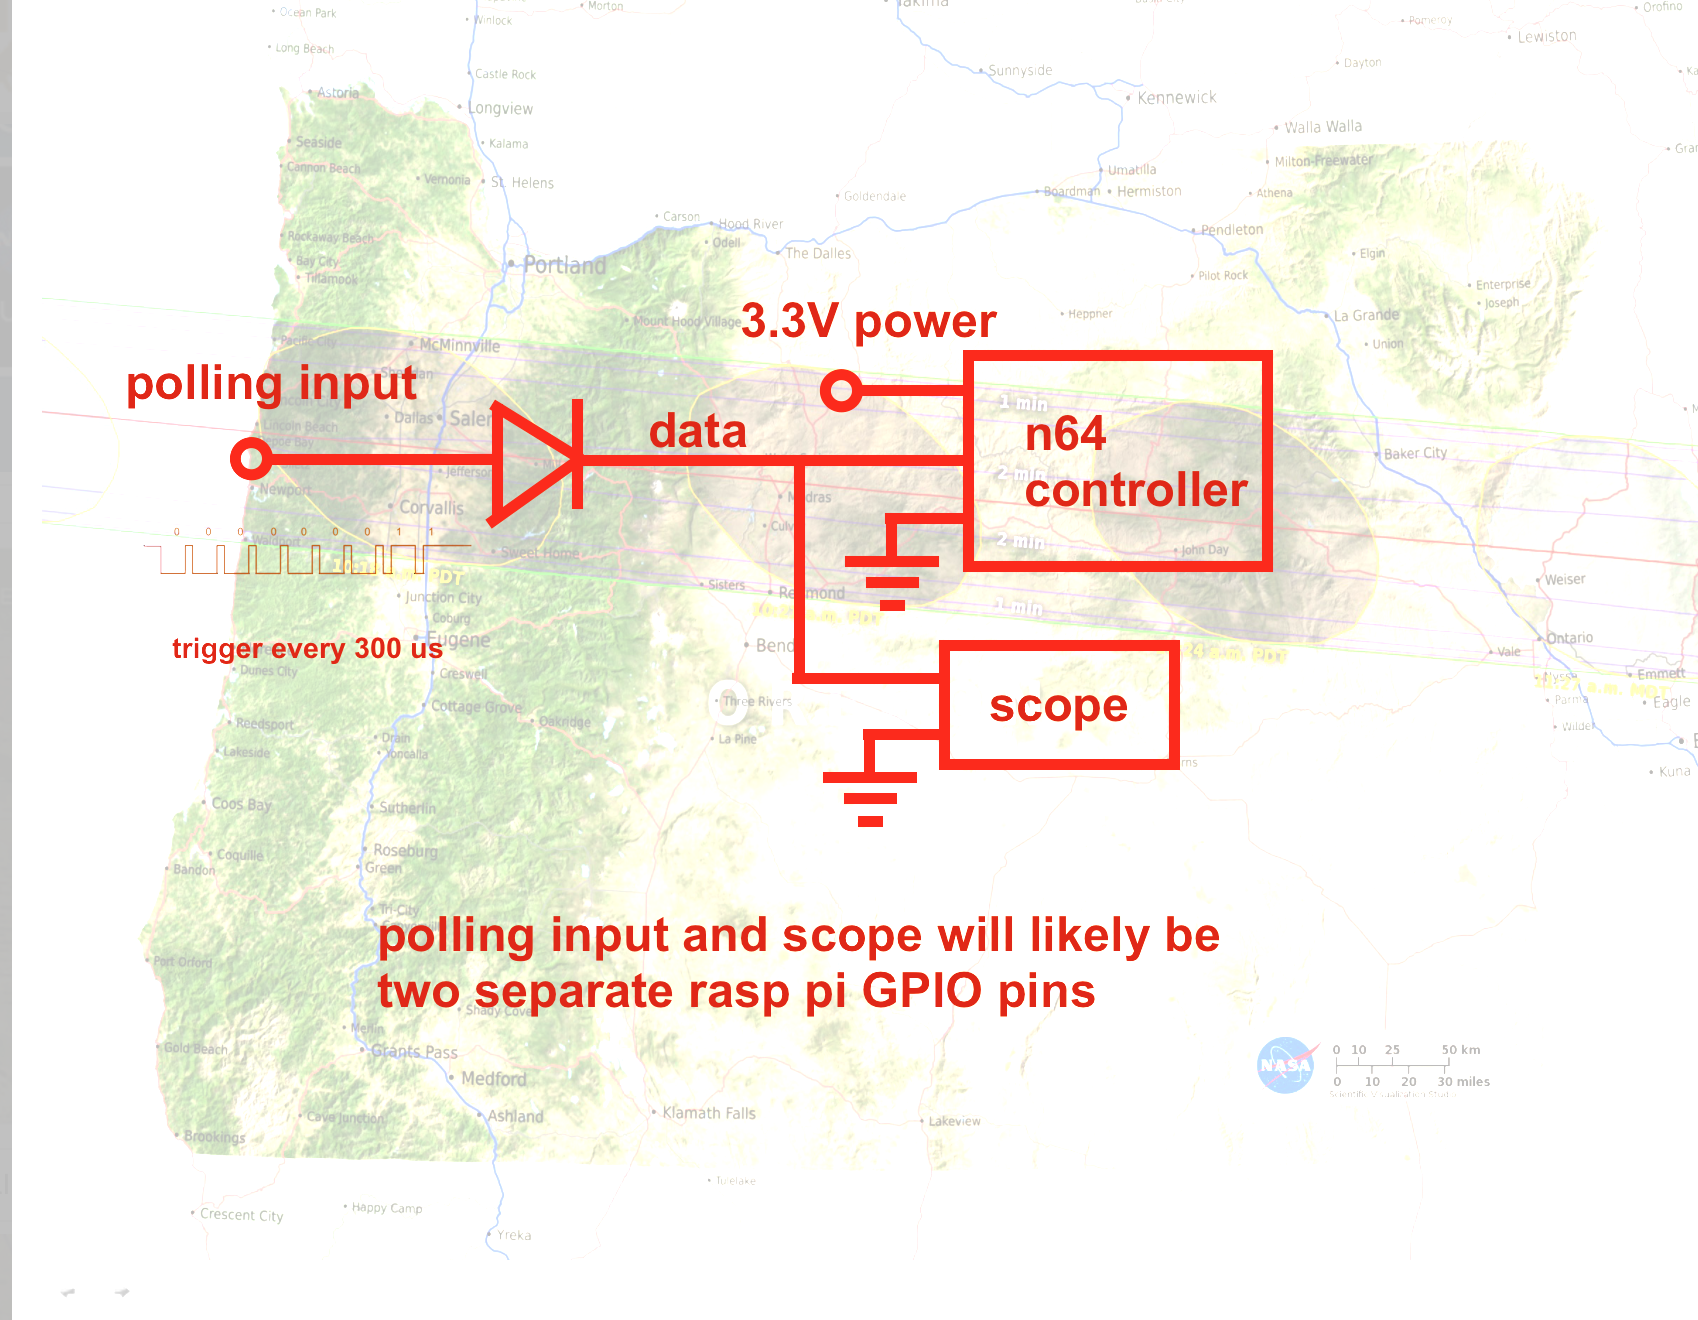 Ocean Park
Winlock
Morton
Yakima
Pomeroy
Orofino
Lewiston
Long Beach
Castle Rock
Sunnyside
Dayton
Astoria
Longview
Kennewick
Walla Walla
Seaside
Kalama
Cannon Beach
Vernonia
St. Helens
Goldendale
Umatilla
Boardman
Hermiston
Milton-Freewater
Athena
Carson
Hood River
Odell
Rockaway Beach
Pendleton
The Dalles
Elgin
Bay City
Tillamook
Portland
Pilot Rock
Enterprise
Joseph
3.3V power
Mount Hood Village
Heppner
La Grande
Pacific City
McMinnville
Union
polling input
Sheridan
1 min
data
n64
controller
Dallas
Lincoln Beach
Baker City
Jefferson
2 min
Newport
Corvallis
Madras
0 0 0 0 0 0 0 1 1
Waldport
Sweet Home
2 min
John Day
Sisters
Redmond
Junction City
1 min
Weiser
Coburg
trigger every 300 us
Eugene
Bend
Ontario
Vale
Dunes City
Creswell
Nyssa
Emmett
Three Rivers
Cottage Grove
Oakridge
Parma
Eagle
scope
Reedsport
Drain
La Pine
Lakeside
Yoncalla
Kuna
Coos Bay
Sutherlin
Roseburg
Coquille
Green
Bandon
Tri-City
polling input and scope will likely be
two separate rasp pi GPIO pins
Port Orford
Shady Cove
Merlin
Gold Beach
Grants Pass
NASA
0 10 25 50 km
0 10 20 30 miles
Scientific Visualization Studio
Medford
Cave Junction
Ashland
Klamath Falls
Lakeview
Brookings
Tulelake
Crescent City
Happy Camp
Yreka